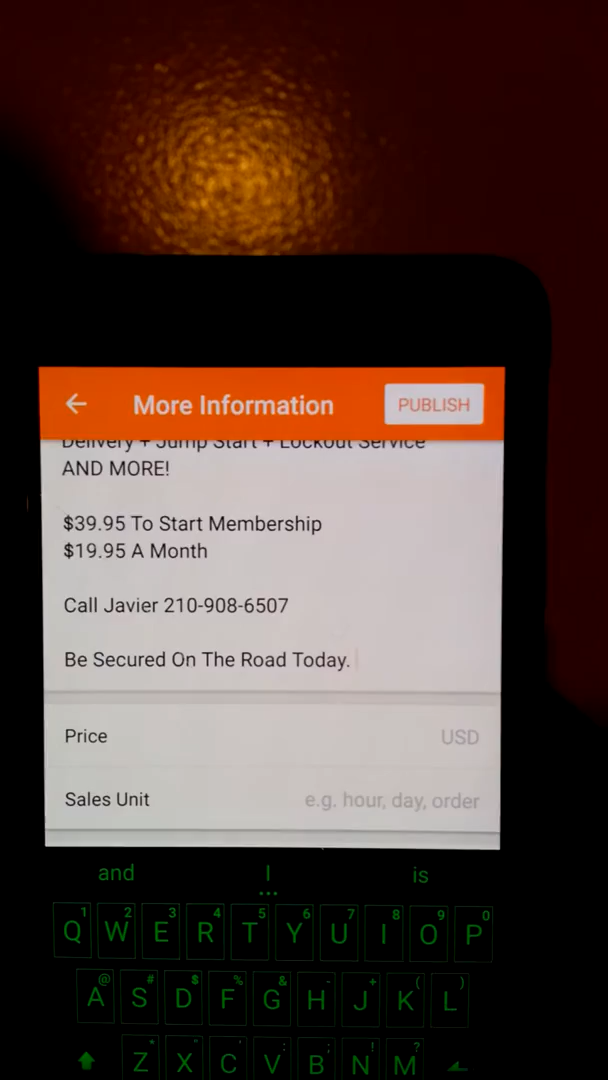 More Information
PUBLISH
Delivery + Jump Start + Lockout Service
AND MORE!
$39.95 To Start Membership
$19.95 A Month
Call Javier 210-908-6507
Be Secured On The Road Today.
Price
USD
Sales Unit
e.g. hour, day, order
and I is
1 2 3 4 5 6 7 8 9 0
Q W E R T Y U I O P
@ # $ % & - + ( )
A S D F G H J K L
* " ' : ; ! ?
Z X C V B N M